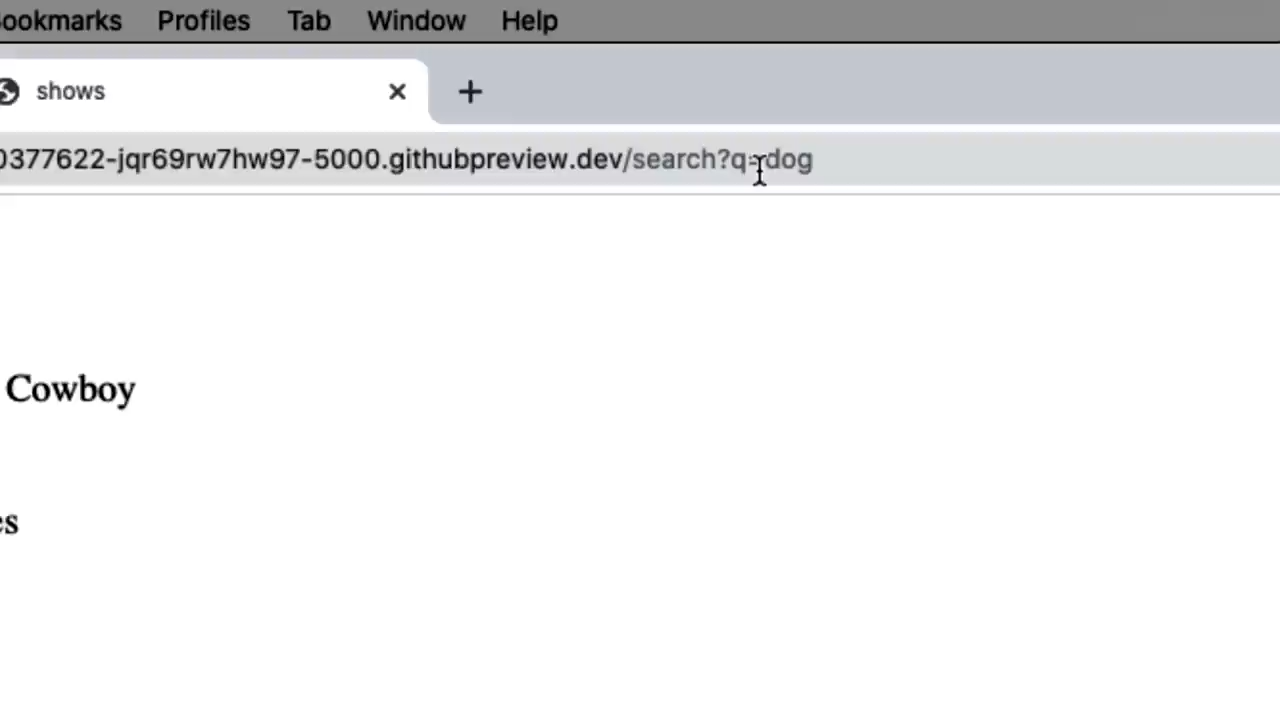 ookmarks Profiles Tab Window Help
shows
0377622-jqr69rw7hw97-5000.githubpreview.dev/search?q=dog
Cowboy
es